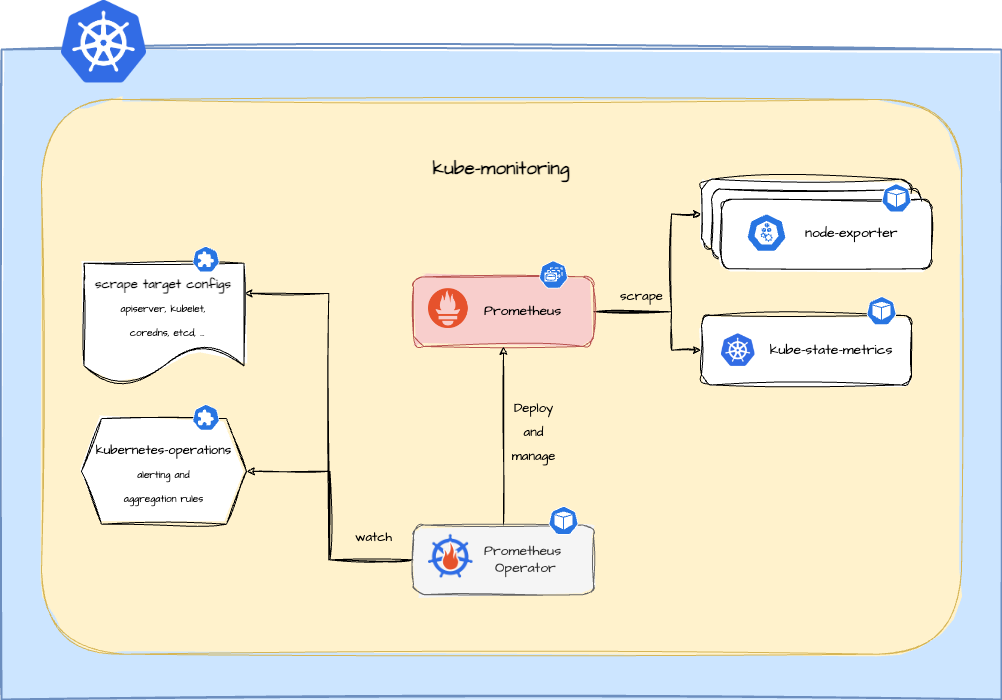 kube-monitoring
node-exporter
scrape target configs
apiserver, kubelet,
coredns, etcd, ...
Prometheus
scrape
kube-state-metrics
Deploy
and
manage
kubernetes-operations
alerting and
aggregation rules
watch
Prometheus
Operator